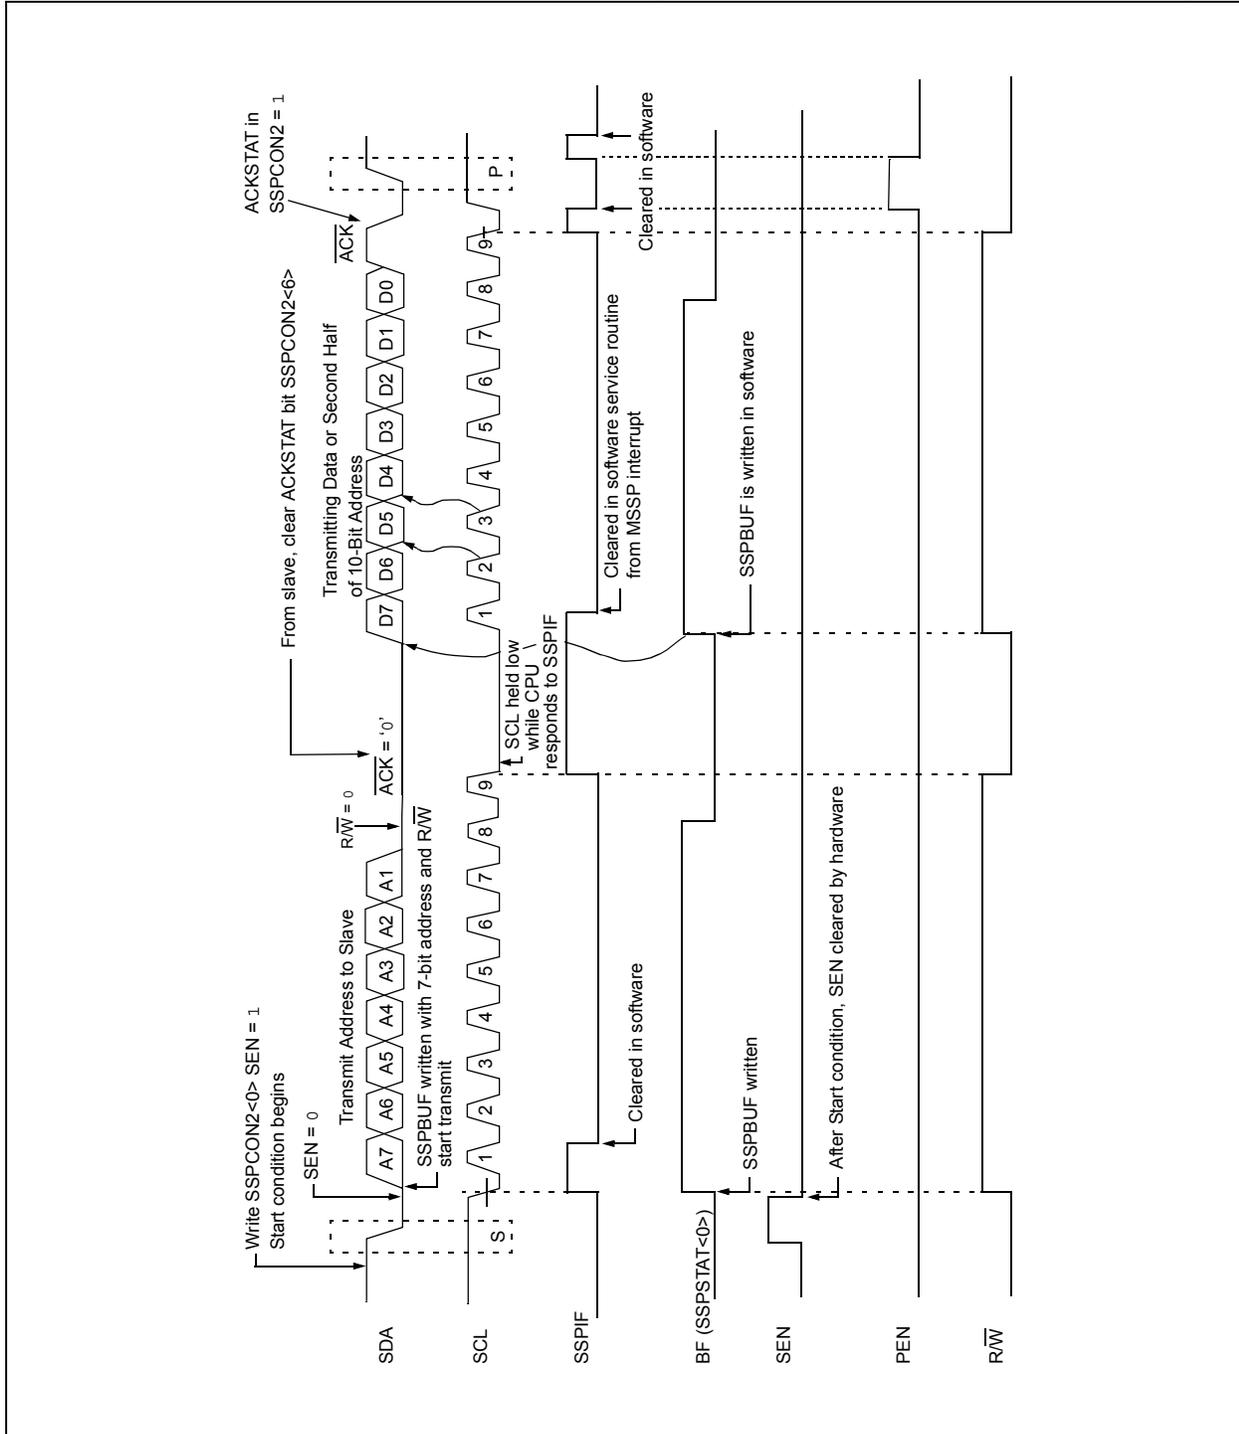 Write SSPCON2<0> SEN = 1
Start condition begins
SEN = 0
Transmit Address to Slave
R/W = 0
From slave, clear ACKSTAT bit SSPCON2<6>
ACK = '0'
Transmitting Data or Second Half
of 10-Bit Address
ACK
ACKSTAT in
SSPCON2 = 1
SDA
A7 A6 A5 A4 A3 A2 A1
D7 D6 D5 D4 D3 D2 D1 D0
SSPBUF written with 7-bit address and R/W
start transmit
SCL
S
1 2 3 4 5 6 7 8 9
1 2 3 4 5 6 7 8 9
P
SCL held low
while CPU
responds to SSPIF
SSPIF
Cleared in software
Cleared in software service routine
from MSSP interrupt
Cleared in software
BF (SSPSTAT<0>)
SSPBUF written
SSPBUF is written in software
SEN
After Start condition, SEN cleared by hardware
PEN
R/W